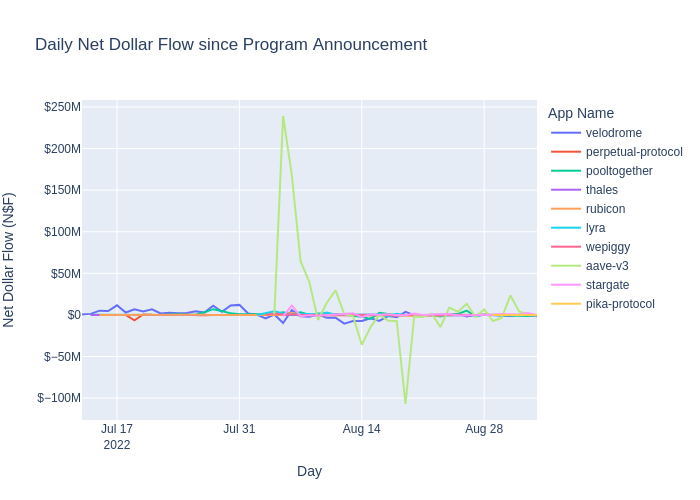 Daily Net Dollar Flow since Program Announcement
$250M
$200M
$150M
$100M
$50M
$0
−$50M
−$100M
Net Dollar Flow (N$F)
Jul 17
2022
Jul 31
Aug 14
Aug 28
Day
App Name
velodrome
perpetual-protocol
pooltogether
thales
rubicon
lyra
wepiggy
aave-v3
stargate
pika-protocol